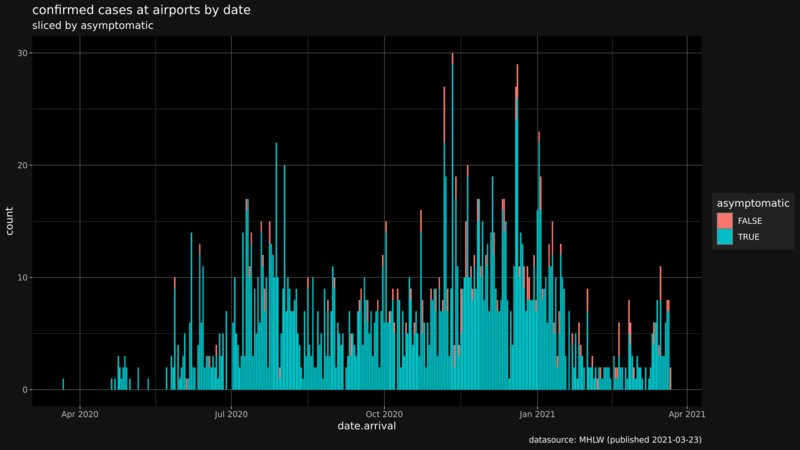 confirmed cases at airports by date
sliced by asymptomatic
30
20
10
0
count
Apr 2020
Jul 2020
Oct 2020
Jan 2021
Apr 2021
date.arrival
asymptomatic
FALSE
TRUE
datasource: MHLW (published 2021-03-23)